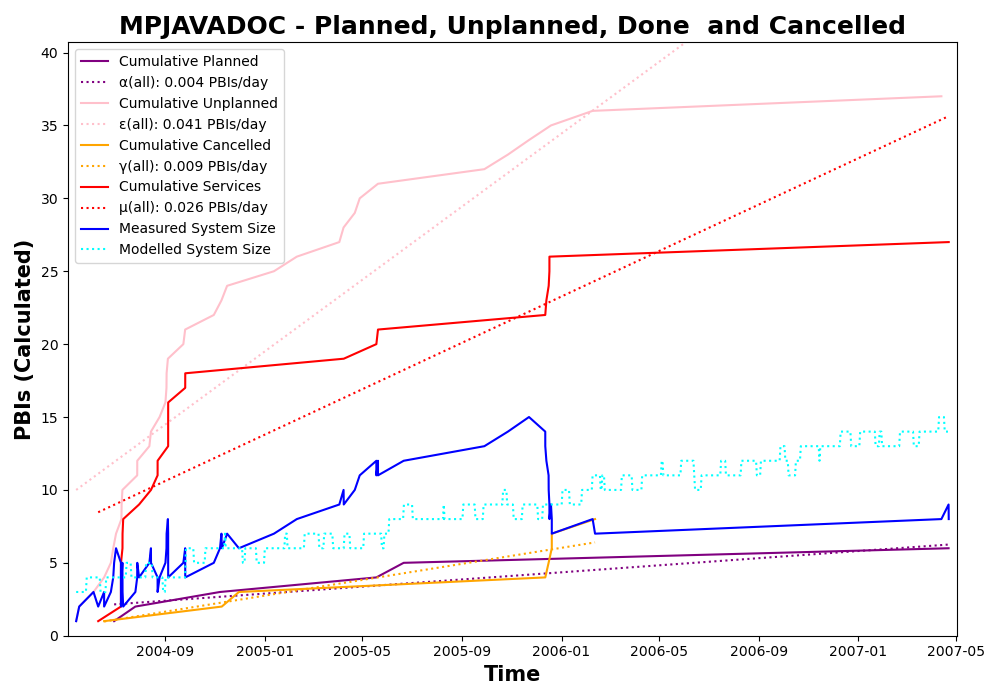 MPJAVADOC - Planned, Unplanned, Done  and Cancelled
PBIs (Calculated)
40
35
30
25
20
15
10
5
0
Cumulative Planned
α(all): 0.004 PBIs/day
Cumulative Unplanned
ε(all): 0.041 PBIs/day
Cumulative Cancelled
γ(all): 0.009 PBIs/day
Cumulative Services
μ(all): 0.026 PBIs/day
Measured System Size
Modelled System Size
2004-09 2005-01 2005-05 2005-09 2006-01 2006-05 2006-09 2007-01 2007-05
Time